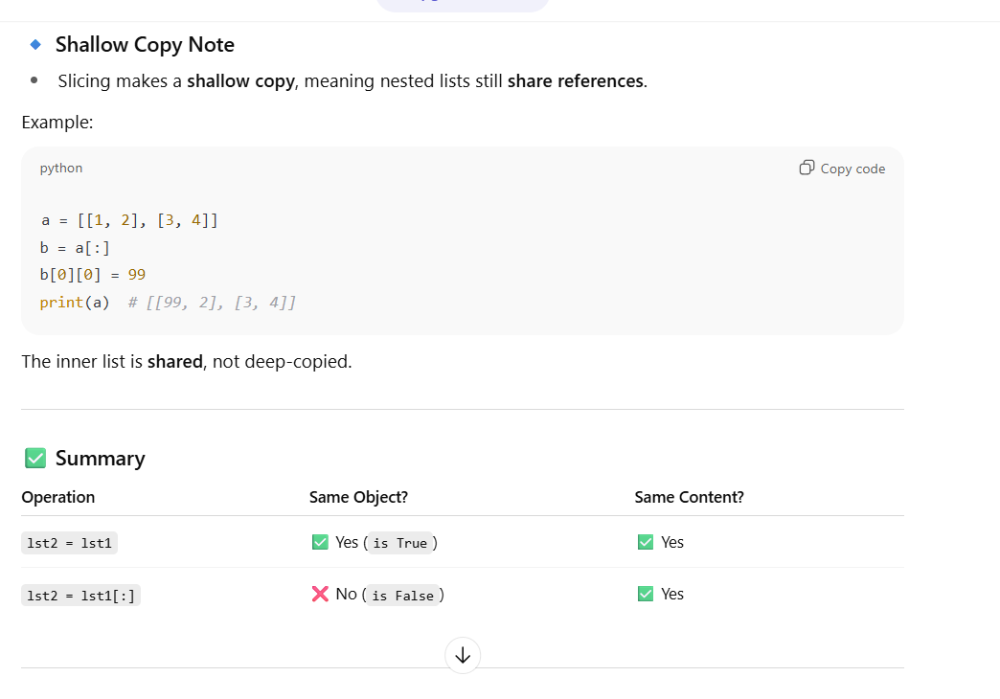 Shallow Copy Note
Slicing makes a shallow copy, meaning nested lists still share references.
Example:
python
Copy code
a = [[1, 2], [3, 4]]
b = a[:]
b[0][0] = 99
print(a)  # [[99, 2], [3, 4]]
The inner list is shared, not deep-copied.
Summary
Operation Same Object? Same Content?
lst2 = lst1 Yes (is True) Yes
lst2 = lst1[:] No (is False) Yes